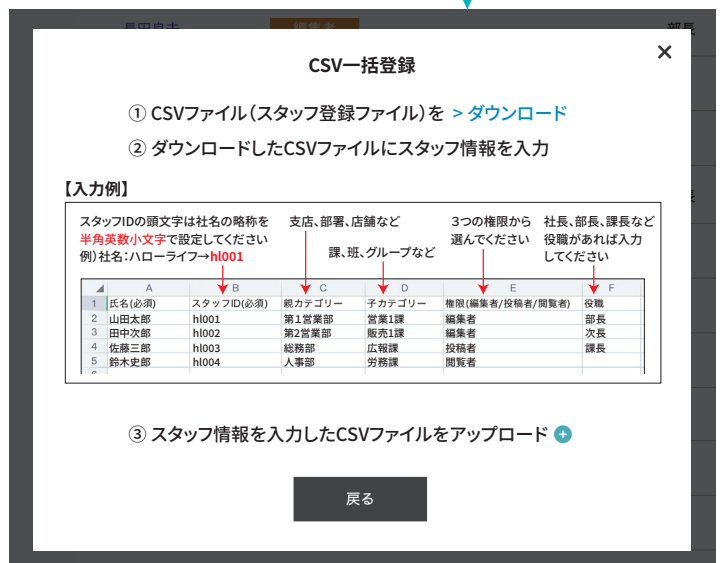 部長
×
CSV一括登録
① CSVファイル（スタッフ登録ファイル）を > ダウンロード
② ダウンロードしたCSVファイルにスタッフ情報を入力
【入力例】
スタッフIDの頭文字は社名の略称を
半角英数小文字で設定してください
例）社名：ハローライフ→hl001
支店、部署、店舗など
課、班、グループなど
3つの権限から
選んでください
社長、部長、課長など
役職があれば入力
してください
A B C D E F
1 氏名(必須) スタッフID(必須) 親カテゴリー 子カテゴリー 権限(編集者/投稿者/閲覧者) 役職
2 山田太郎 hl001 第1営業部 営業1課 編集者 部長
3 田中次郎 hl002 第2営業部 販売1課 編集者 次長
4 佐藤三郎 hl003 総務部 広報課 投稿者 課長
5 鈴木史郎 hl004 人事部 労務課 閲覧者
③ スタッフ情報を入力したCSVファイルをアップロード +
戻る